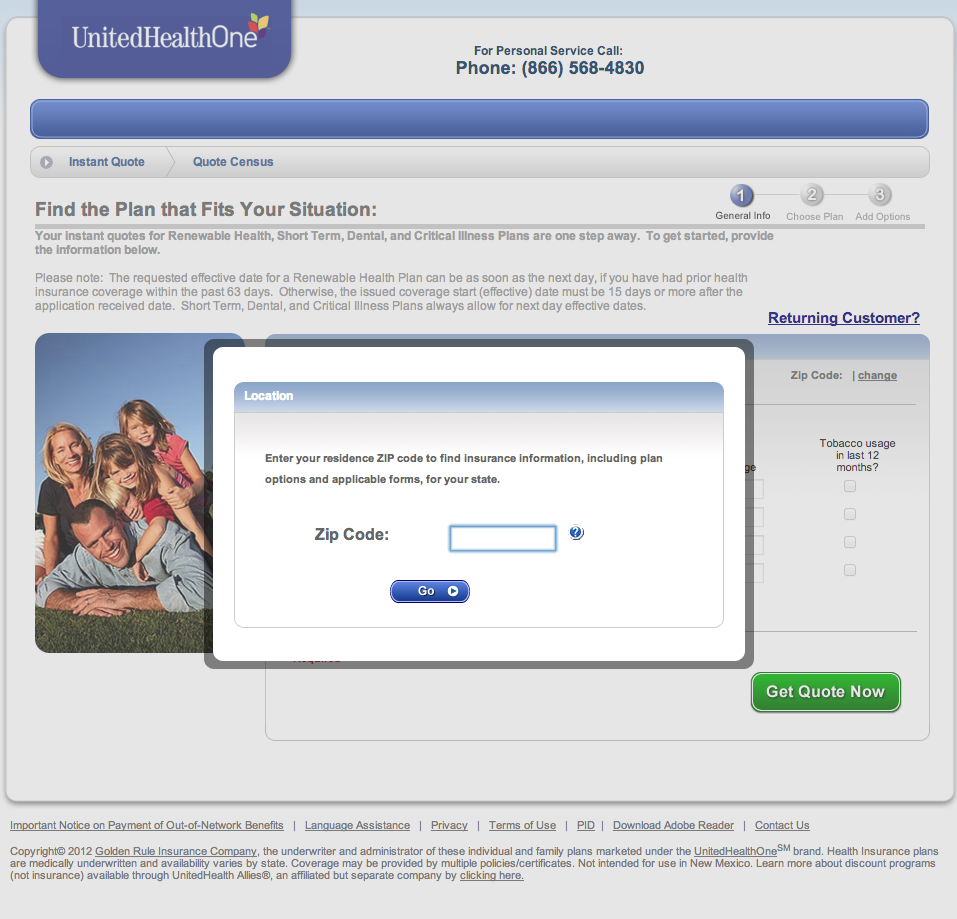 UnitedHealthOne
For Personal Service Call:
Phone: (866) 568-4830
Instant Quote
Quote Census
Find the Plan that Fits Your Situation:
1 2 3
General Info Choose Plan Add Options
Your instant quotes for Renewable Health, Short Term, Dental, and Critical Illness Plans are one step away. To get started, provide
the information below.
Please note: The requested effective date for a Renewable Health Plan can be as soon as the next day, if you have had prior health
insurance coverage within the past 63 days. Otherwise, the issued coverage start (effective) date must be 15 days or more after the
application received date. Short Term, Dental, and Critical Illness Plans always allow for next day effective dates.
Returning Customer?
Zip Code: | change
Tobacco usage
in last 12
months?
Location
Enter your residence ZIP code to find insurance information, including plan
options and applicable forms, for your state.
Zip Code: ?
Go
Get Quote Now
Important Notice on Payment of Out-of-Network Benefits | Language Assistance | Privacy | Terms of Use | PID | Download Adobe Reader | Contact Us
Copyright© 2012 Golden Rule Insurance Company, the underwriter and administrator of these individual and family plans marketed under the UnitedHealthOne SM brand. Health Insurance plans
are medically underwritten and availability varies by state. Coverage may be provided by multiple policies/certificates. Not intended for use in New Mexico. Learn more about discount programs
(not insurance) available through UnitedHealth Allies®, an affiliated but separate company by clicking here.